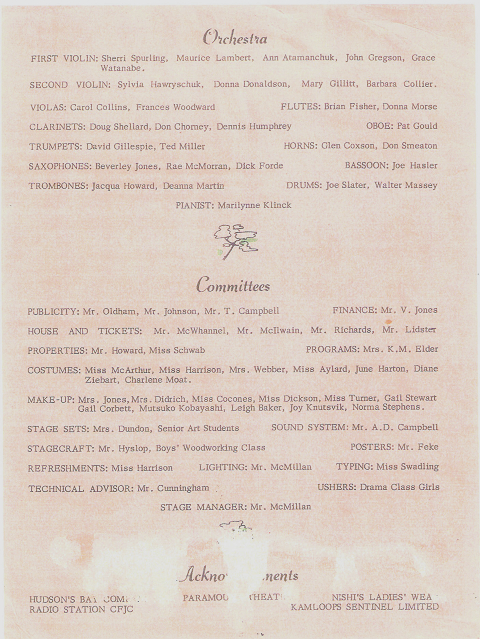 Orchestra
FIRST VIOLIN: Sherri Spurling, Maurice Lambert, Ann Atamanchuk, John Gregson, Grace
Watanabe.
SECOND VIOLIN: Sylvia Hawryschuk, Donna Donaldson, Mary Gillitt, Barbara Collier.
VIOLAS: Carol Collins, Frances Woodward FLUTES: Brian Fisher, Donna Morse
CLARINETS: Doug Shellard, Don Chorney, Dennis Humphrey OBOE: Pat Gould
TRUMPETS: David Gillespie, Ted Miller HORNS: Glen Coxson, Don Smeaton
SAXOPHONES: Beverley Jones, Rae McMorran, Dick Forde BASSOON: Joe Hasler
TROMBONES: Jacqua Howard, Deanna Martin DRUMS: Joe Slater, Walter Massey
PIANIST: Marilynne Klinck
Committees
PUBLICITY: Mr. Oldham, Mr. Johnson, Mr. T. Campbell FINANCE: Mr. V. Jones
HOUSE AND TICKETS: Mr. McWhannel, Mr. McIlwain, Mr. Richards, Mr. Lidster
PROPERTIES: Mr. Howard, Miss Schwab PROGRAMS: Mrs. K.M. Elder
COSTUMES: Miss McArthur, Miss Harrison, Mrs. Webber, Miss Aylard, June Harton, Diane
Ziebart, Charlene Moat.
MAKE-UP: Mrs. Jones, Mrs. Didrich, Miss Cocones, Miss Dickson, Miss Turner, Gail Stewart
Gail Corbett, Mutsuko Kobayashi, Leigh Baker, Joy Knutsvik, Norma Stephens.
STAGE SETS: Mrs. Dundon, Senior Art Students SOUND SYSTEM: Mr. A.D. Campbell
STAGECRAFT: Mr. Hyslop, Boys' Woodworking Class POSTERS: Mr. Feke
REFRESHMENTS: Miss Harrison LIGHTING: Mr. McMillan TYPING: Miss Swadling
TECHNICAL ADVISOR: Mr. Cunningham USHERS: Drama Class Girls
STAGE MANAGER: Mr. McMillan
HUDSON'S BAY NISHI'S LADIES' WEA
RADIO STATION CFJC KAMLOOPS SENTINEL LIMITED